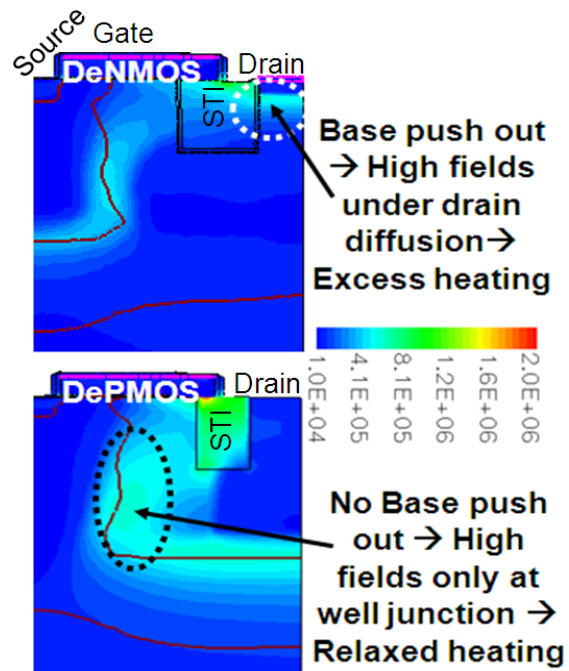 Source
Gate
Drain
DeNMOS
STI
Base push out
→ High fields
under drain
diffusion→
Excess heating
1.0E+04
4.1E+05
8.1E+05
1.2E+06
1.6E+06
2.0E+06
DePMOS
Drain
STI
No Base push
out → High
fields only at
well junction →
Relaxed heating